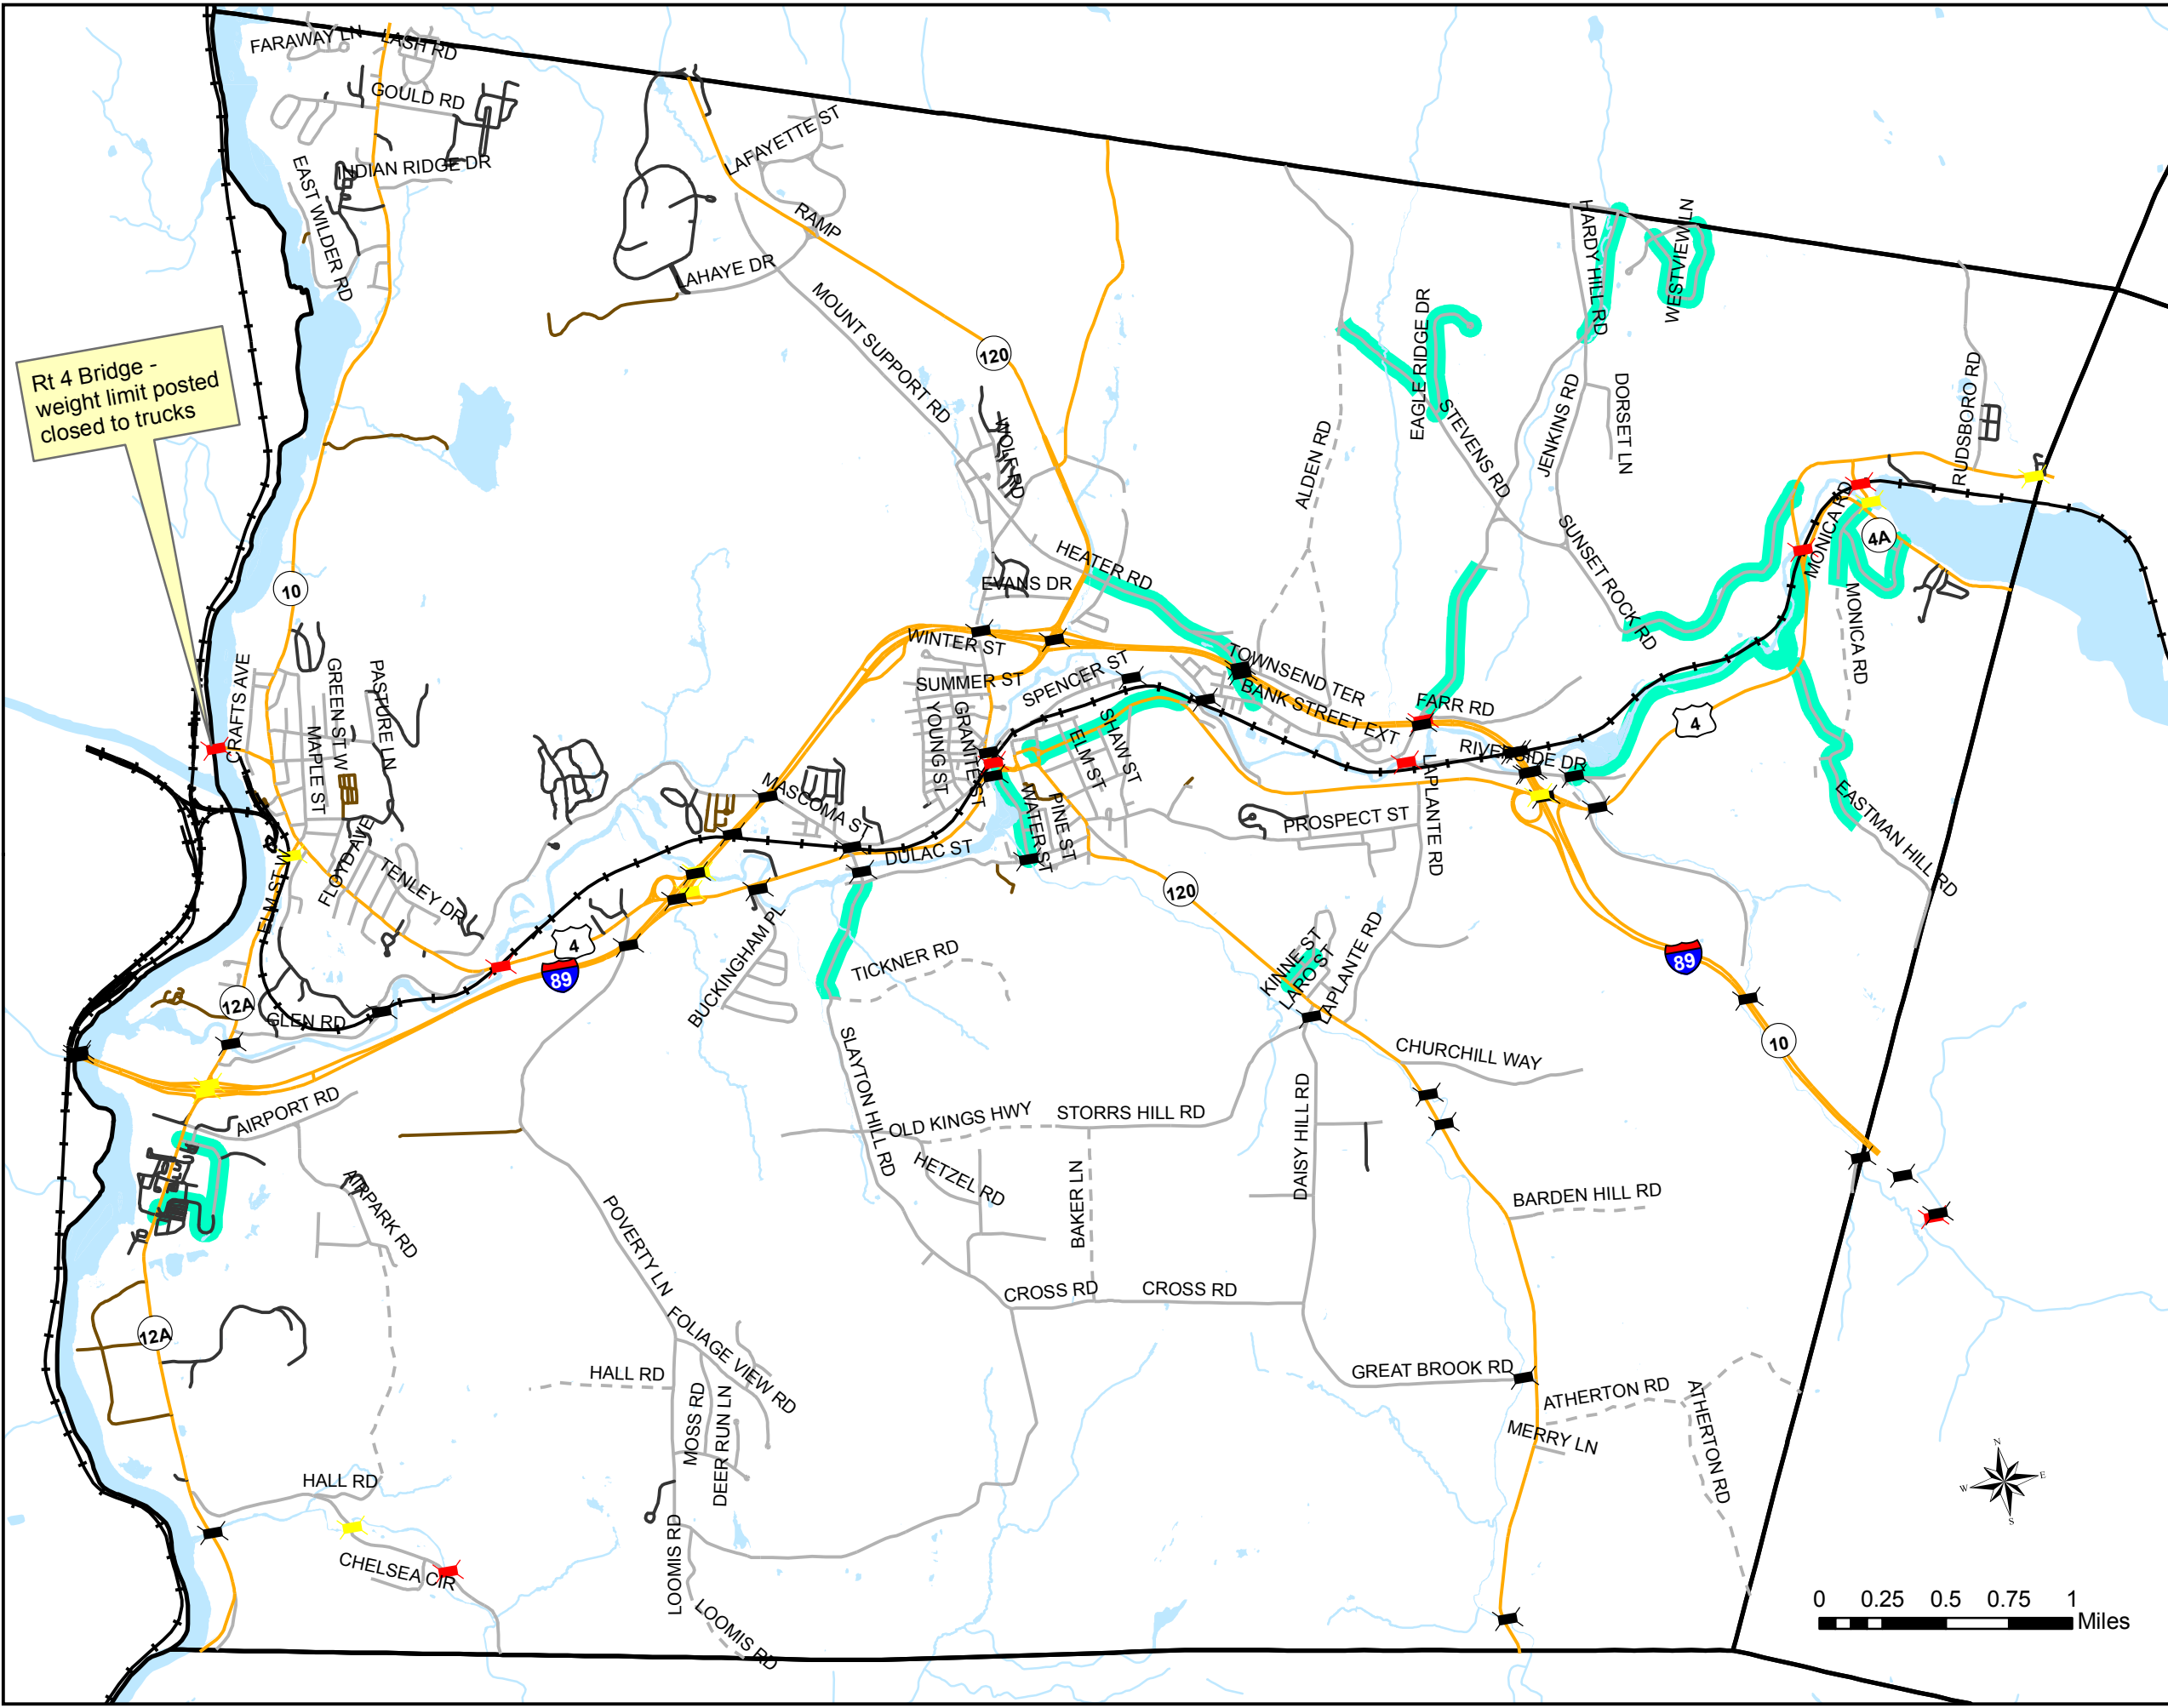 FARAWAY LN
LASH RD
GOULD RD
INDIAN RIDGE DR
EAST WILDER RD
LAFAYETTE ST
RAMP
LAHAYE DR
MOUNT SUPPORT RD
120
HARDY HILL RD
WESTVIEW LN
EAGLE RIDGE DR
STEVENS RD
JENKINS RD
DORSET LN
RUDSBORO RD
Rt 4 Bridge -
weight limit posted
closed to trucks
WOLF RD
ALDEN RD
SUNSET ROCK RD
MONICA RD
4A
MONICA RD
HEATER RD
EVANS DR
10
WINTER ST
SUMMER ST
SPENCER ST
TOWNSEND TER
BANK STREET EXT
FARR RD
4
RIVERSIDE DR
CRAFTS AVE
GREEN ST W
MAPLE ST
PASTURE LN
YOUNG ST
GRANITE ST
SHAW ST
ELM ST
MASCOMA ST
DULAC ST
WATER ST
PINE ST
PROSPECT ST
LAPLANTE RD
EASTMAN HILL RD
FLOYD AVE
TENLEY DR
ELM ST W
120
4
89
BUCKINGHAM PL
TICKNER RD
KINNE ST
LARO ST
LAPLANTE RD
89
12A
GLEN RD
10
CHURCHILL WAY
AIRPORT RD
SLAYTON HILL RD
OLD KINGS HWY
STORRS HILL RD
DAISY HILL RD
HETZEL RD
BAKER LN
BARDEN HILL RD
AIRPARK RD
POVERTY LN
CROSS RD
CROSS RD
12A
FOLIAGE VIEW RD
HALL RD
MOSS RD
DEER RUN LN
GREAT BROOK RD
ATHERTON RD
ATHERTON RD
MERRY LN
HALL RD
CHELSEA CIR
LOOMIS RD
LOOMIS RD
N
W
E
S
0 0.25 0.5 0.75 1
Miles